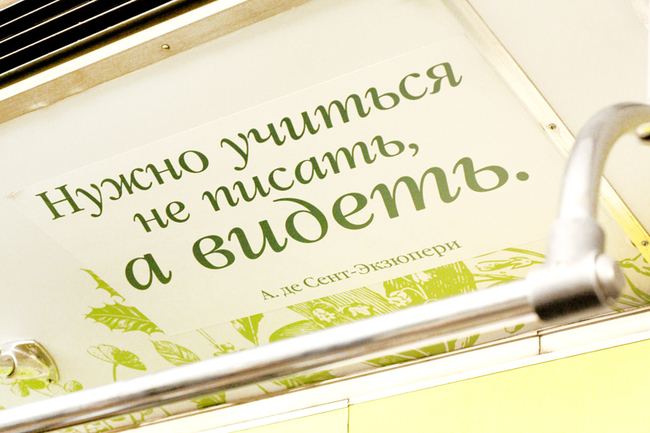 Нужно учиться
не писать,
а видеть.
А. де Сент-Экзюпери